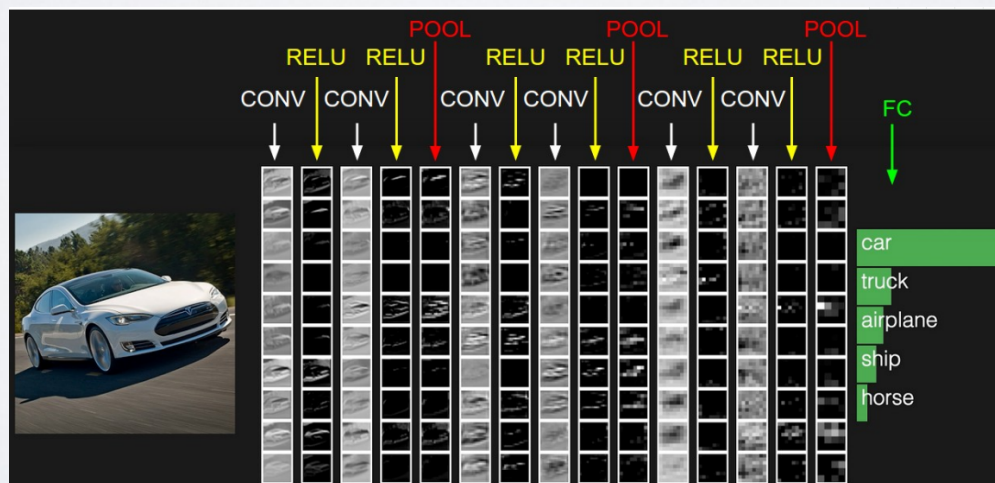 POOL POOL POOL
RELU RELU RELU RELU RELU RELU
CONV CONV CONV CONV CONV CONV
FC
car
truck
airplane
ship
horse